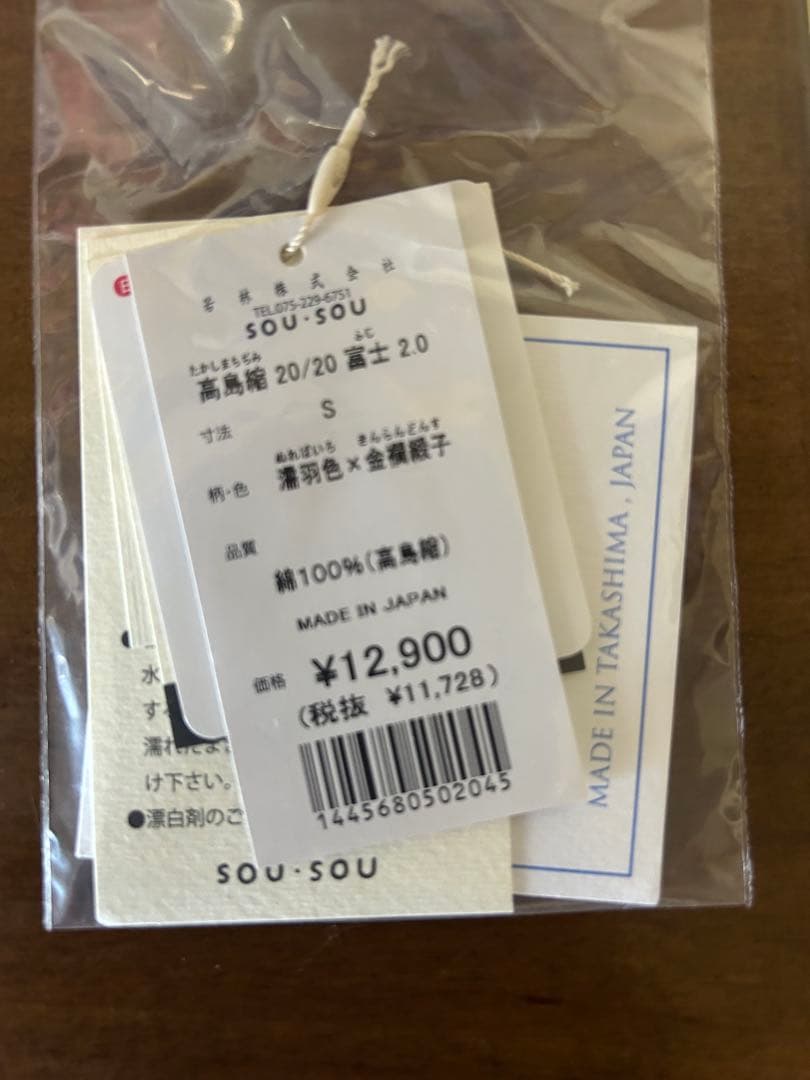 若林株式会社
TEL.075-229-6751
SOU・SOU
たかしまちぢみ ふじ
高島縮 20/20 富士 2.0
寸法 S
ぬればいろ きんらんどんす
柄・色 濡羽色×金襴緞子
品質
綿100%(高島縮)
MADE IN JAPAN
価格 ¥12,900
(税抜 ¥11,728)
1445680502045
水
す
濡れたまま
け下さい。
●漂白剤のご
SOU・SOU
MADE IN TAKASHIMA, JAPAN